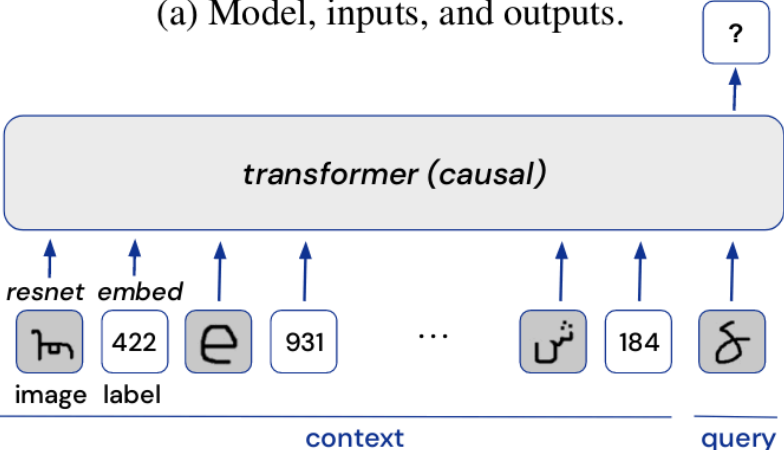 (a) Model, inputs, and outputs.
?
transformer (causal)
resnet embed
422 e 931 ... 184
image label
context query